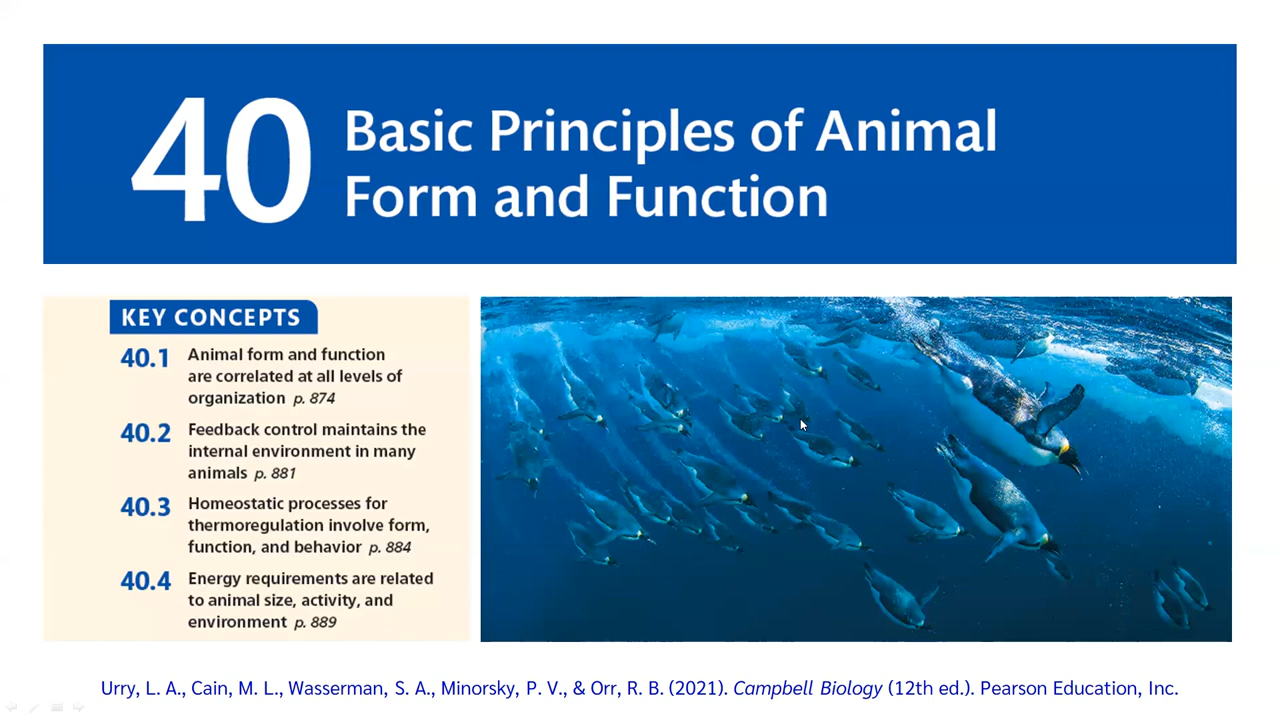 40 Basic Principles of Animal
Form and Function
KEY CONCEPTS
40.1 Animal form and function
are correlated at all levels of
organization p. 874
40.2 Feedback control maintains the
internal environment in many
animals p. 881
40.3 Homeostatic processes for
thermoregulation involve form,
function, and behavior p. 884
40.4 Energy requirements are related
to animal size, activity, and
environment p. 889
Urry, L. A., Cain, M. L., Wasserman, S. A., Minorsky, P. V., & Orr, R. B. (2021). Campbell Biology (12th ed.). Pearson Education, Inc.